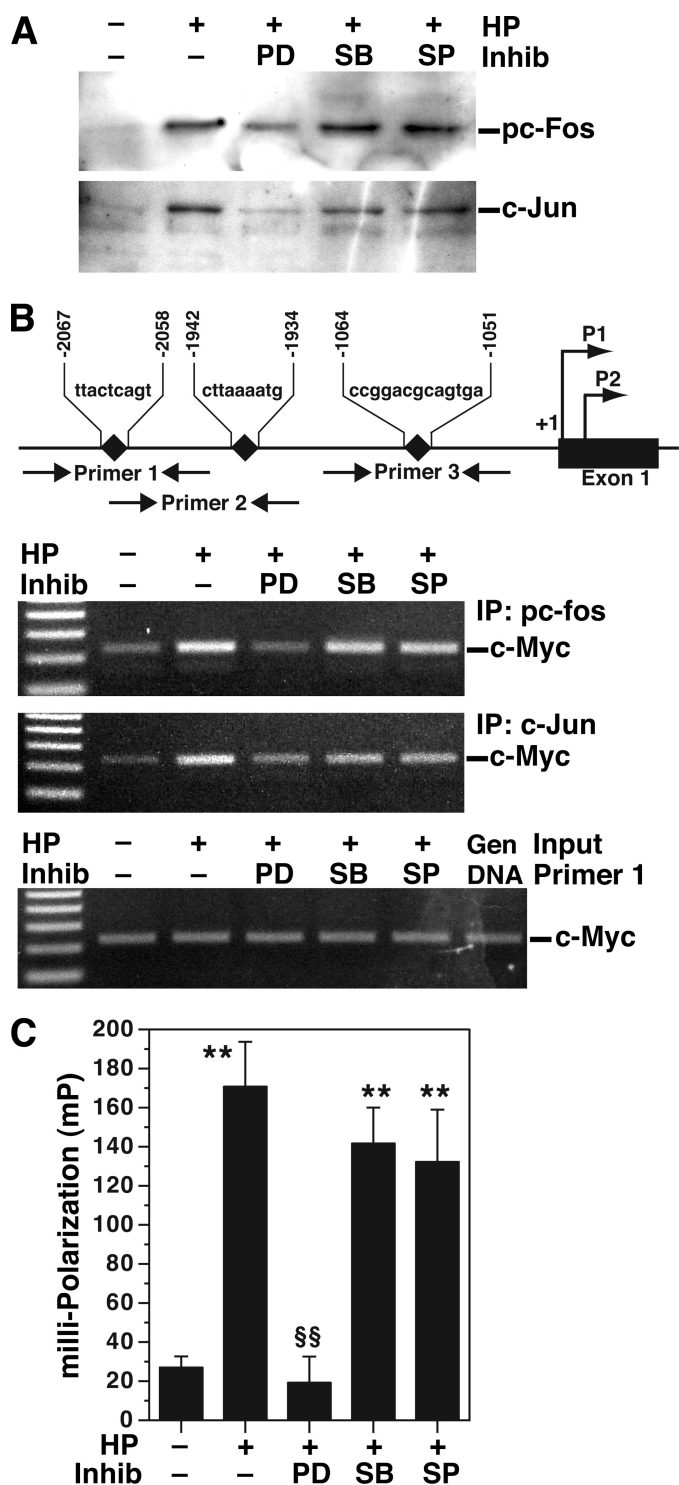 A
– + + + + HP
– – PD SB SP Inhib
pc-Fos
c-Jun
B
-2067 -2058 -1942 -1934 -1064 -1051
ttactcagt cttaaaatg ccggacgcagtga
P1
P2
+1
Primer 1 Primer 3 Exon 1
Primer 2
HP – + + + +
Inhib – – PD SB SP
IP: pc-fos
c-Myc
IP: c-Jun
c-Myc
HP – + + + + Gen Input
Inhib – – PD SB SP DNA Primer 1
c-Myc
C
milli-Polarization (mP)
200
180
160
140
120
100
80
60
40
20
0
** §§ ** **
HP – + + + +
Inhib – – PD SB SP